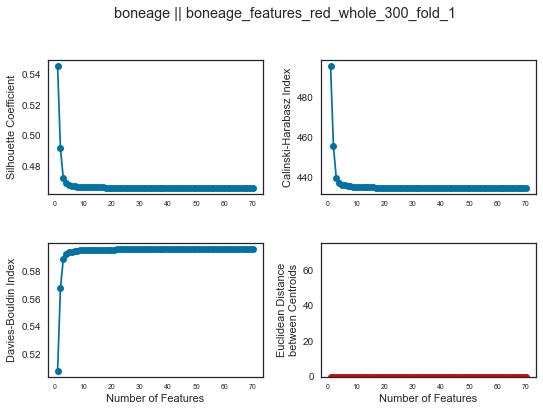 boneage || boneage_features_red_whole_300_fold_1
Silhouette Coefficient
0.54
0.52
0.50
0.48
0 10 20 30 40 50 60 70
Calinski-Harabasz Index
480
460
440
0 10 20 30 40 50 60 70
Davies-Bouldin Index
0.58
0.56
0.54
0.52
0 10 20 30 40 50 60 70
Number of Features
Euclidean Distance
between Centroids
60
40
20
0
0 10 20 30 40 50 60 70
Number of Features